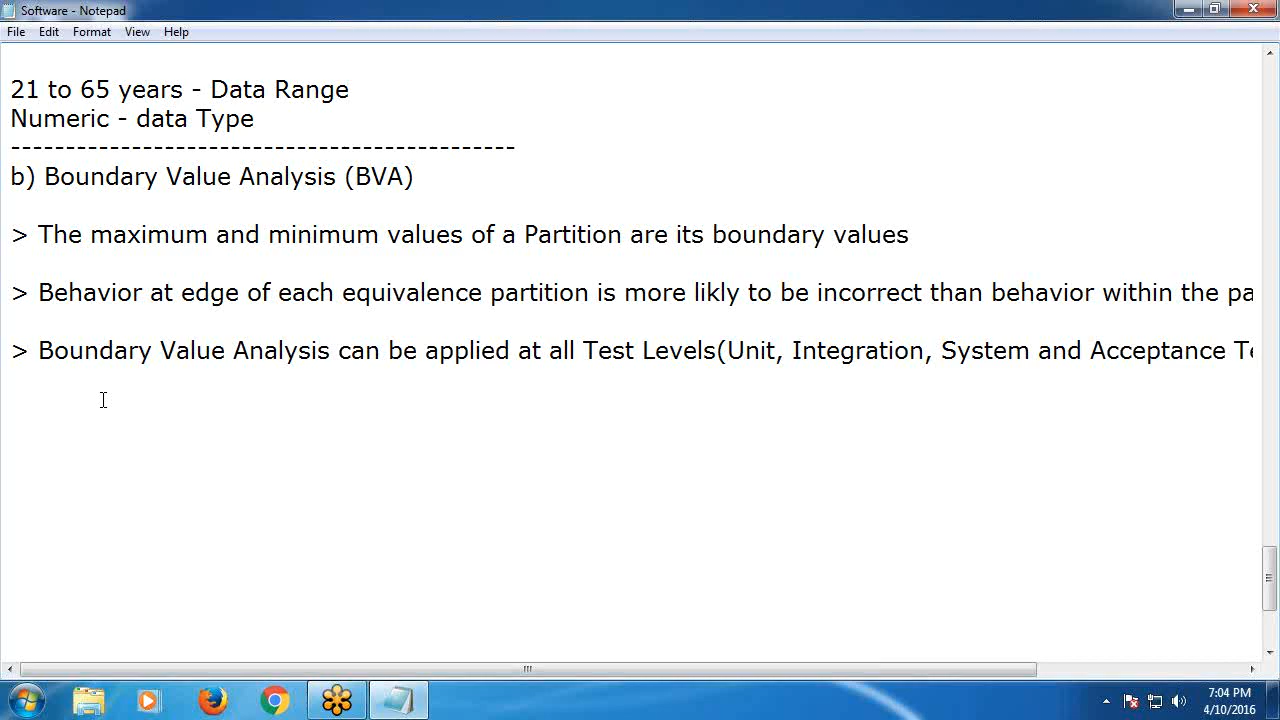 Software - Notepad
File Edit Format View Help
21 to 65 years - Data Range
Numeric - data Type
----------------------------------------------
b) Boundary Value Analysis (BVA)
> The maximum and minimum values of a Partition are its boundary values
> Behavior at edge of each equivalence partition is more likly to be incorrect than behavior within the pa
> Boundary Value Analysis can be applied at all Test Levels(Unit, Integration, System and Acceptance Te
7:04 PM
4/10/2016